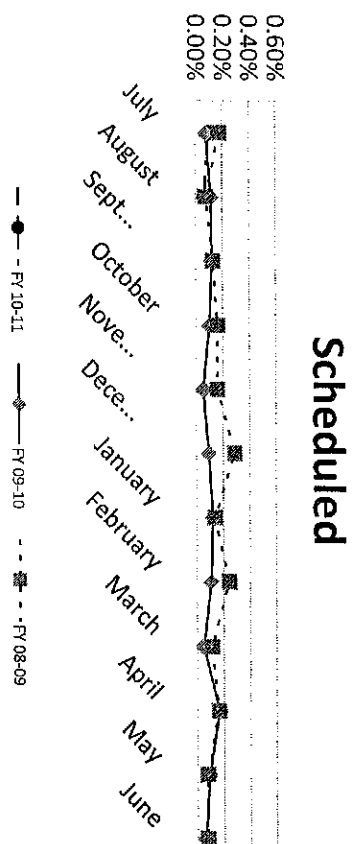 Scheduled
0.60%
0.40%
0.20%
0.00%
July
August
Sept...
October
Nove...
Dece...
January
February
March
April
May
June
FY 10-11
FY 09-10
FY 08-09